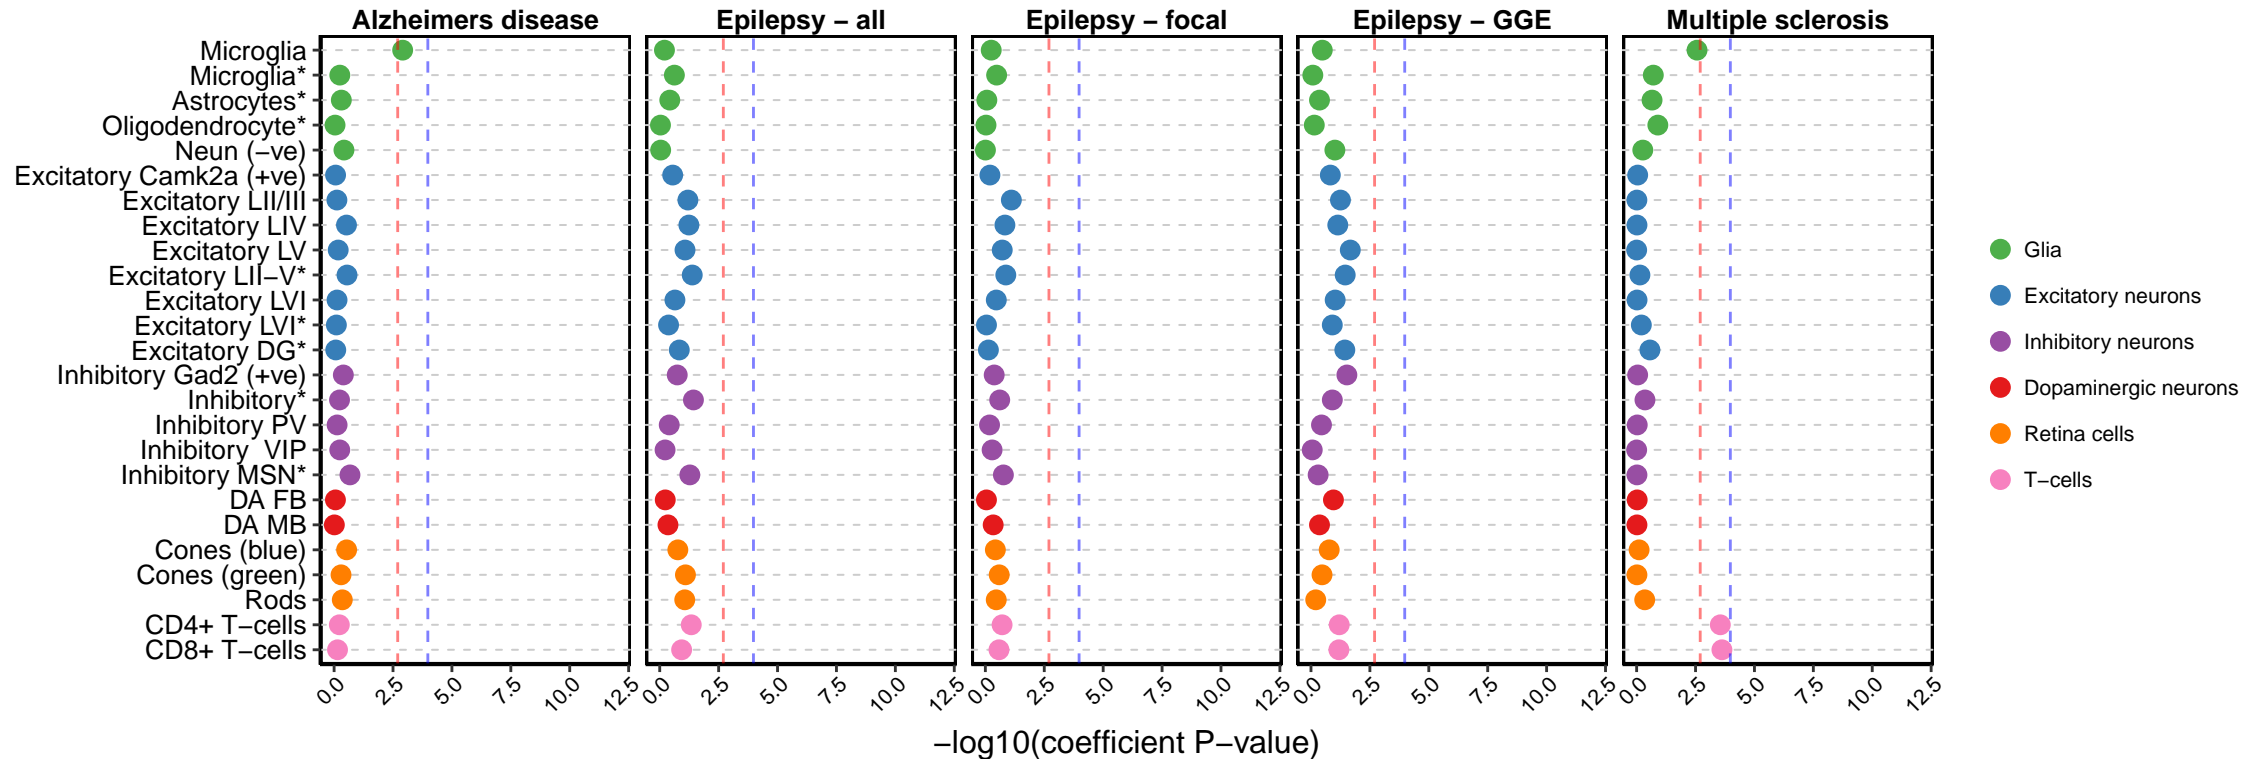 Alzheimers disease
Epilepsy – all
Epilepsy – focal
Epilepsy – GGE
Multiple sclerosis
Microglia
Microglia*
Astrocytes*
Oligodendrocyte*
Neun (−ve)
Excitatory Camk2a (+ve)
Excitatory LII/III
Excitatory LIV
Excitatory LV
Excitatory LII−V*
Excitatory LVI
Excitatory LVI*
Excitatory DG*
Inhibitory Gad2 (+ve)
Inhibitory*
Inhibitory PV
Inhibitory  VIP
Inhibitory MSN*
DA FB
DA MB
Cones (blue)
Cones (green)
Rods
CD4+ T−cells
CD8+ T−cells
0.0 2.5 5.0 7.5 10.0 12.5
0.0 2.5 5.0 7.5 10.0 12.5
0.0 2.5 5.0 7.5 10.0 12.5
0.0 2.5 5.0 7.5 10.0 12.5
0.0 2.5 5.0 7.5 10.0 12.5
−log10(coefficient P−value)
Glia
Excitatory neurons
Inhibitory neurons
Dopaminergic neurons
Retina cells
T−cells